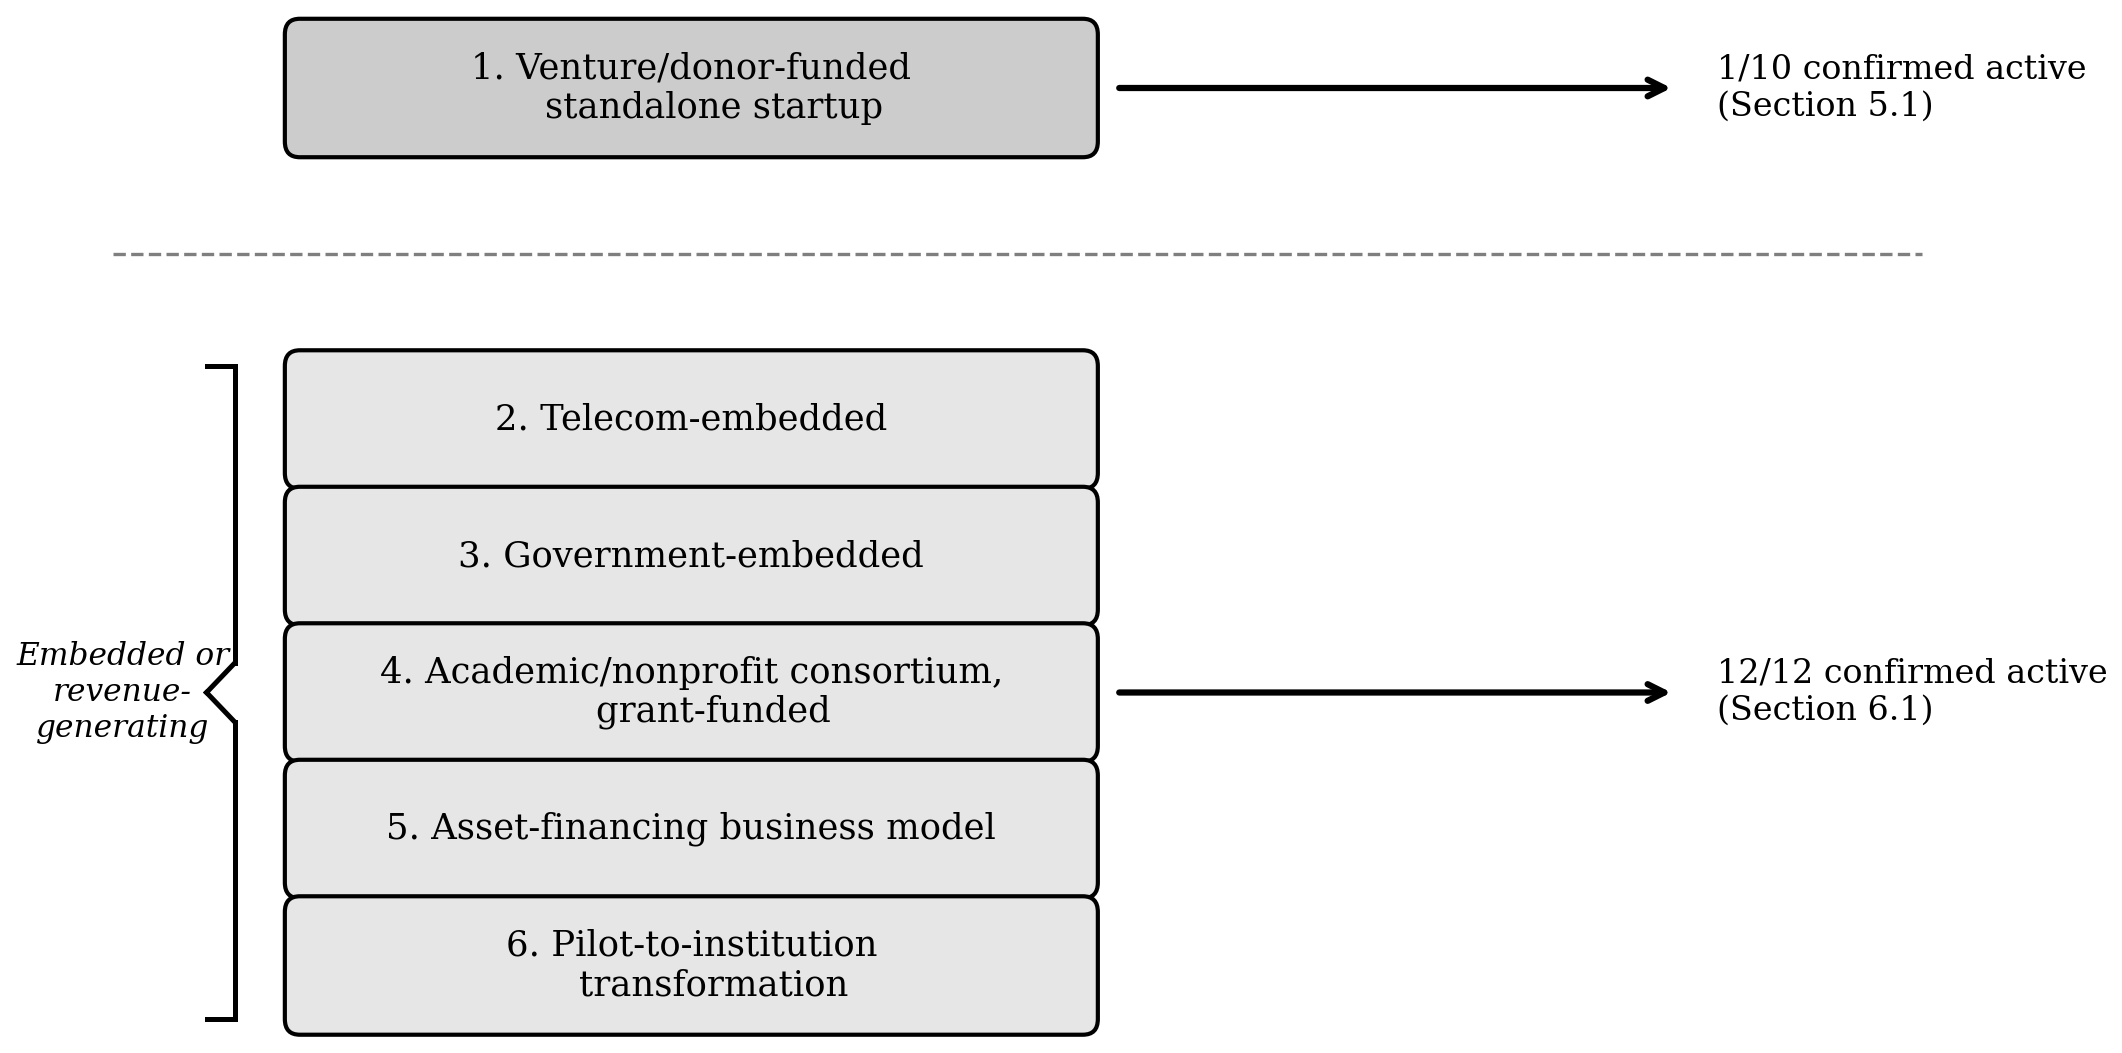 1. Venture/donor-funded
standalone startup
1/10 confirmed active
(Section 5.1)
2. Telecom-embedded
3. Government-embedded
Embedded or
revenue-
generating
4. Academic/nonprofit consortium,
grant-funded
12/12 confirmed active
(Section 6.1)
5. Asset-financing business model
6. Pilot-to-institution
transformation